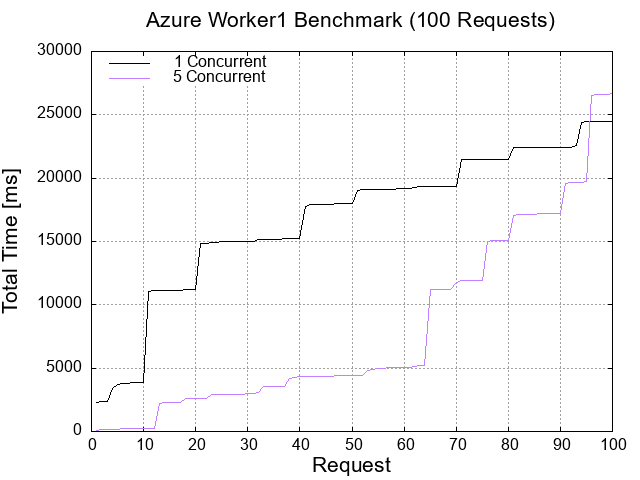 Azure Worker1 Benchmark (100 Requests)
30000
25000
20000
15000
10000
5000
0
Total Time [ms]
1 Concurrent
5 Concurrent
0 10 20 30 40 50 60 70 80 90 100
Request